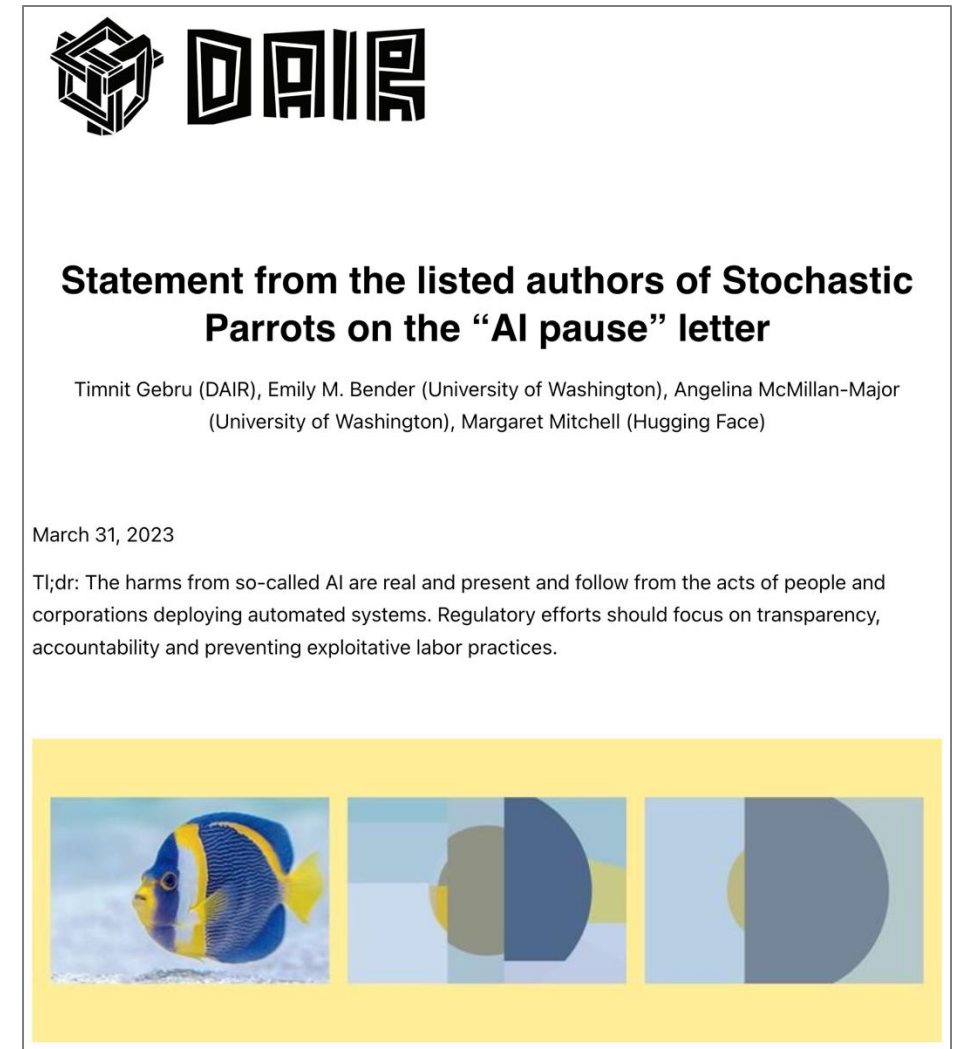 DAIR
Statement from the listed authors of Stochastic
Parrots on the “AI pause” letter
Timnit Gebru (DAIR), Emily M. Bender (University of Washington), Angelina McMillan-Major
(University of Washington), Margaret Mitchell (Hugging Face)
March 31, 2023
Tl;dr: The harms from so-called AI are real and present and follow from the acts of people and
corporations deploying automated systems. Regulatory efforts should focus on transparency,
accountability and preventing exploitative labor practices.